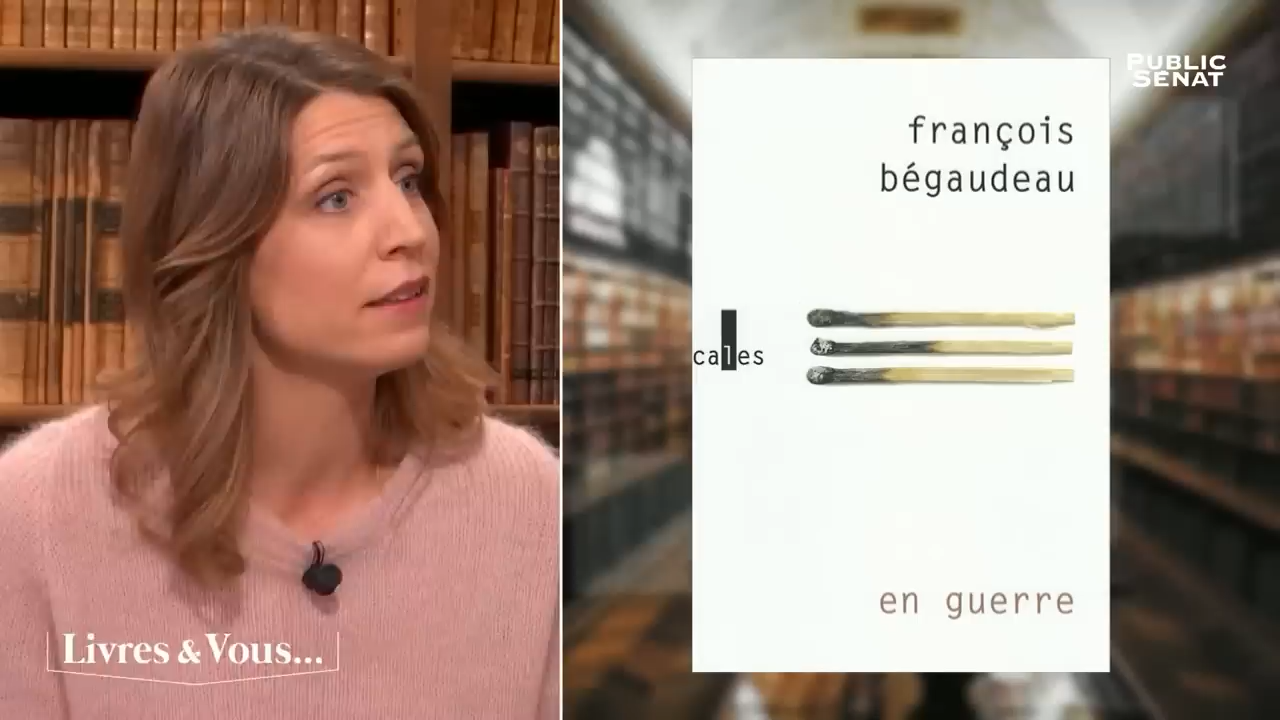 PUBLIC
SENAT
françois
bégaudeau
cales
en guerre
Livres & Vous...